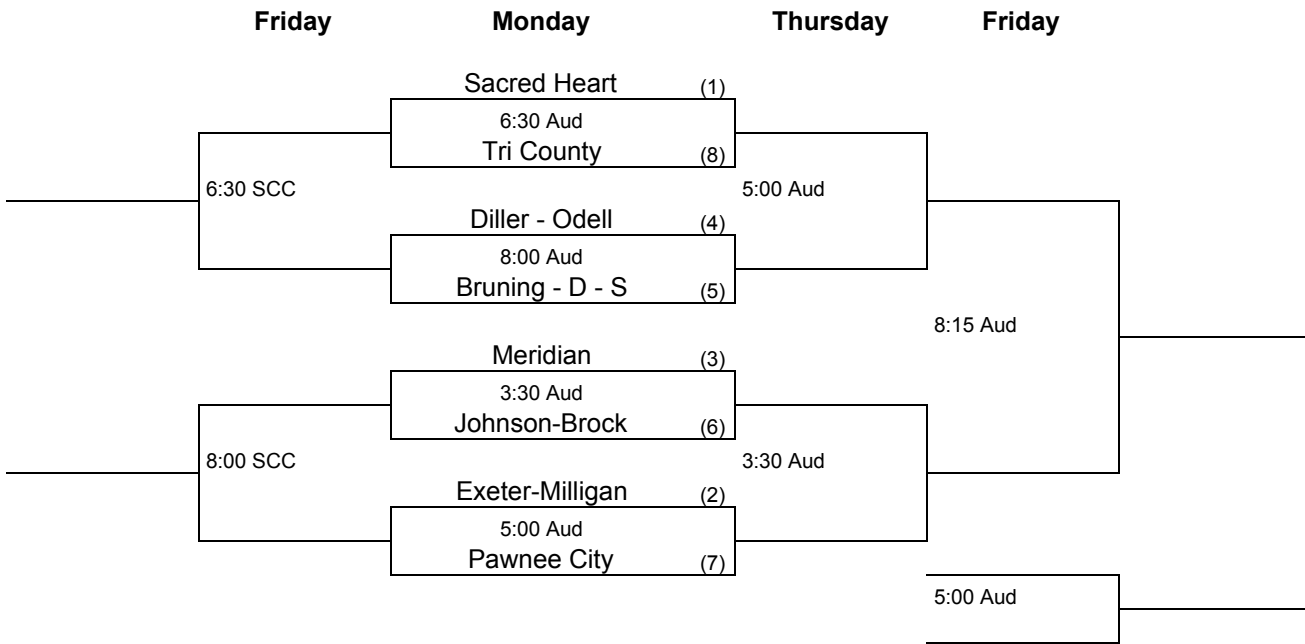 Friday Monday Thursday Friday
Sacred Heart (1)
6:30 Aud
Tri County (8)
6:30 SCC 5:00 Aud
Diller - Odell (4)
8:00 Aud
Bruning - D - S (5)
8:15 Aud
Meridian (3)
3:30 Aud
Johnson-Brock (6)
8:00 SCC 3:30 Aud
Exeter-Milligan (2)
5:00 Aud
Pawnee City (7)
5:00 Aud